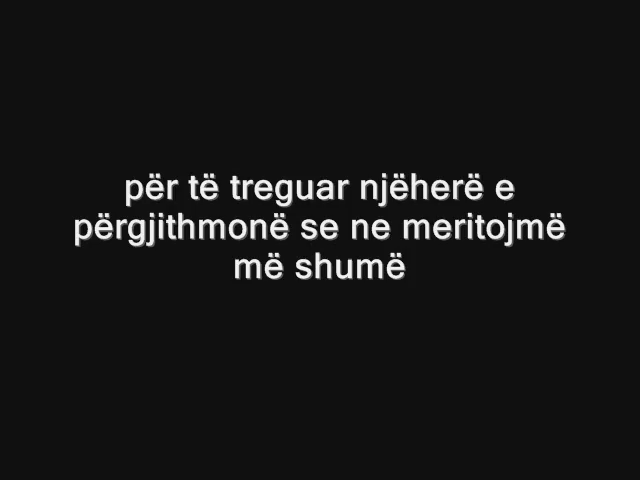 për të treguar njëherë e
përgjithmonë se ne meritojmë
më shumë